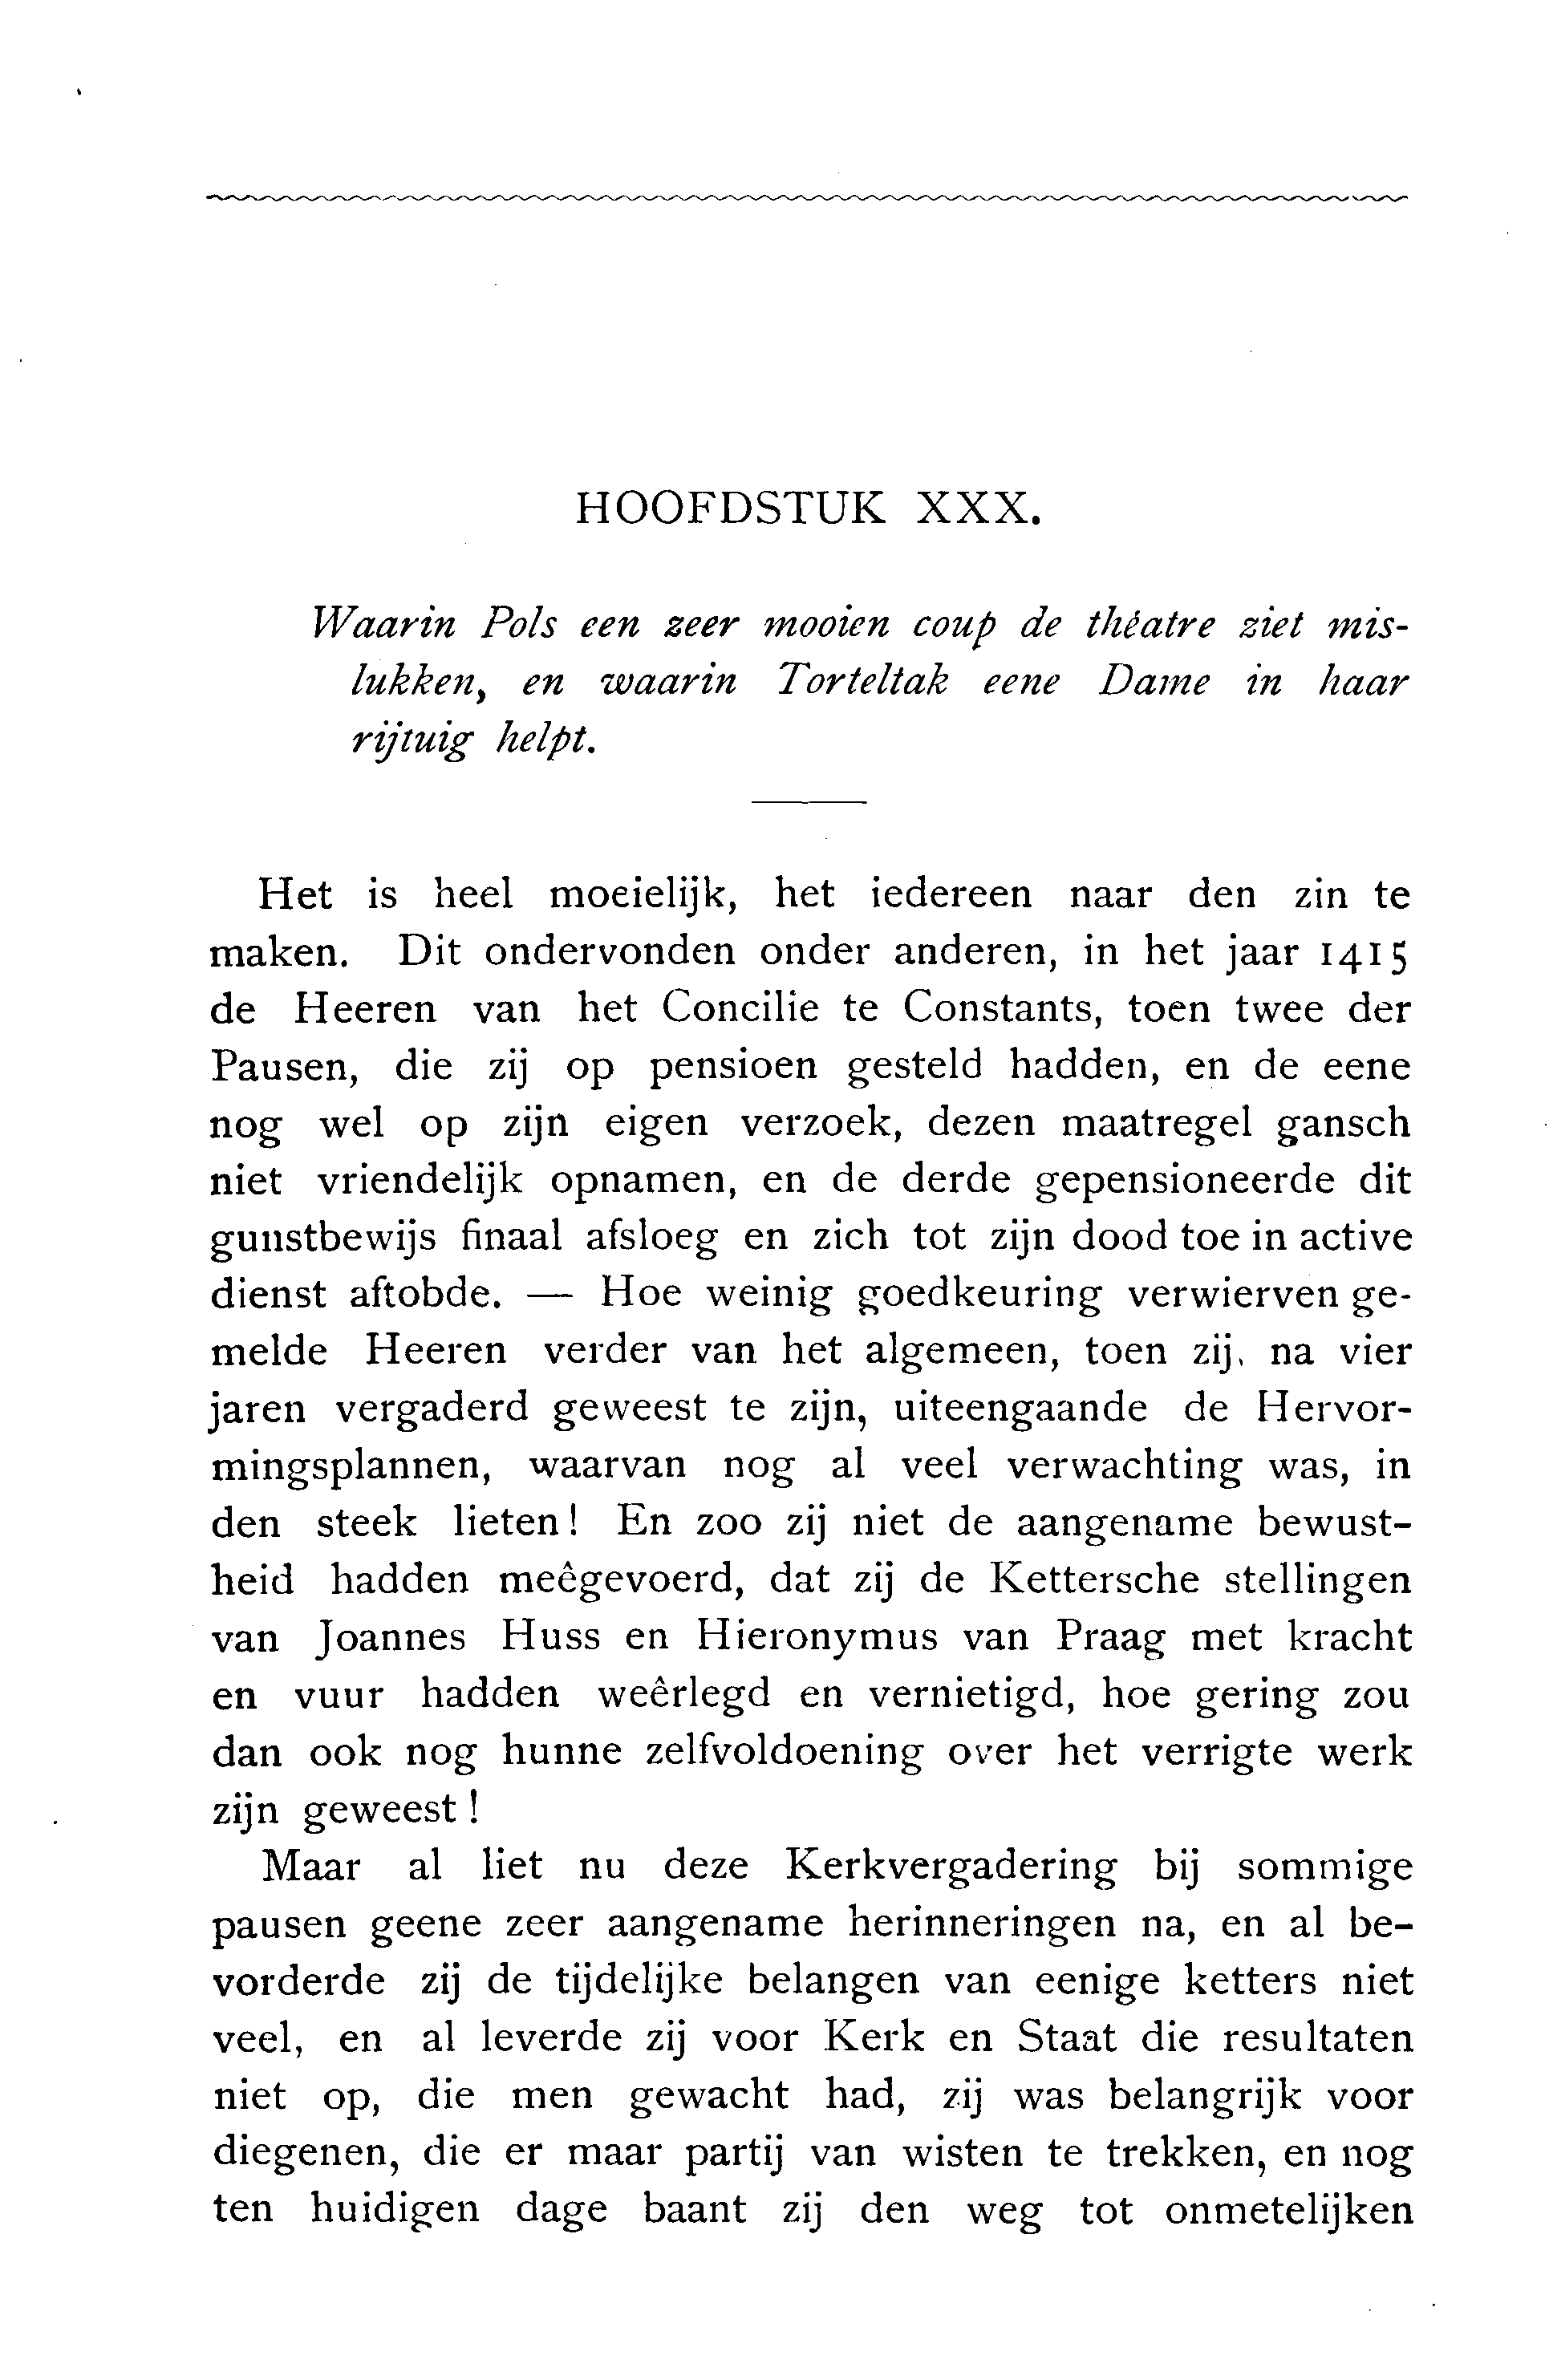 HOOFDSTUK XXX.
Waarin Pols een zeer mooien coup de théatre ziet mis-
lukken, en waarin Torteltak eene Dame in haar
rijtuig helpt.
Het is heel moeielijk, het iedereen naar den zin te
maken. Dit ondervonden onder anderen, in het jaar 1415
de Heeren van het Concilie te Constants, toen twee der
Pausen, die zij op pensioen gesteld hadden, en de eene
nog wel op zijn eigen verzoek, dezen maatregel gansch
niet vriendelijk opnamen, en de derde gepensioneerde dit
gunstbewijs finaal afsloeg en zich tot zijn dood toe in active
dienst aftobde. — Hoe weinig goedkeuring verwierven ge-
melde Heeren verder van het algemeen, toen zij, na vier
jaren vergaderd geweest te zijn, uiteengaande de Hervor-
mingsplannen, waarvan nog al veel verwachting was, in
den steek lieten! En zoo zij niet de aangename bewust-
heid hadden meêgevoerd, dat zij de Kettersche stellingen
van Joannes Huss en Hieronymus van Praag met kracht
en vuur hadden weêrlegd en vernietigd, hoe gering zou
dan ook nog hunne zelfvoldoening over het verrigte werk
zijn geweest!
Maar al liet nu deze Kerkvergadering bij sommige
pausen geene zeer aangename herinneringen na, en al be-
vorderde zij de tijdelijke belangen van eenige ketters niet
veel, en al leverde zij voor Kerk en Staat die resultaten
niet op, die men gewacht had, zij was belangrijk voor
diegenen, die er maar partij van wisten te trekken, en nog
ten huidigen dage baant zij den weg tot onmetelijken